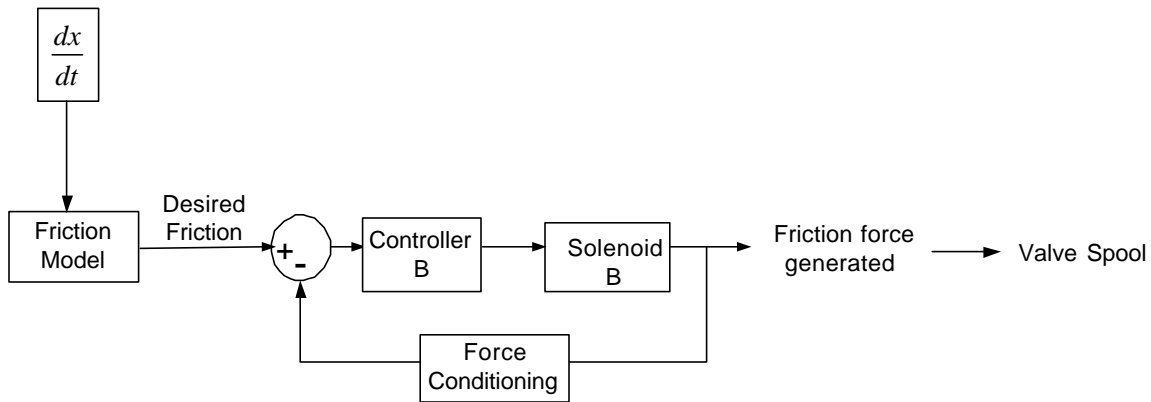 dx
dt
Friction
Model
Desired
Friction
+
-
Controller
B
Solenoid
B
Friction force
generated
Valve Spool
Force
Conditioning